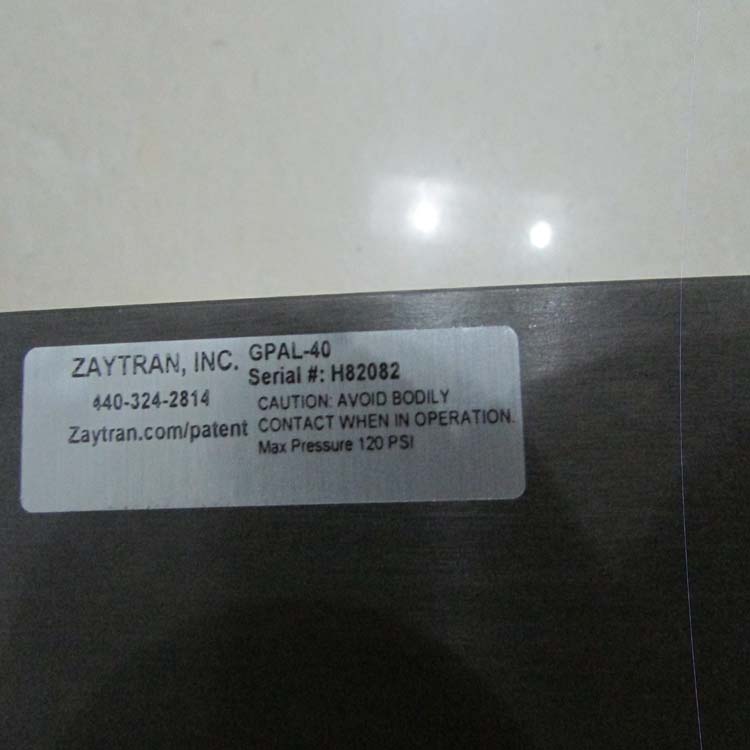 ZAYTRAN, INC.
440-324-2814
Zaytran.com/patent
GPAL-40
Serial #: H82082
CAUTION: AVOID BODILY
CONTACT WHEN IN OPERATION.
Max Pressure 120 PSI